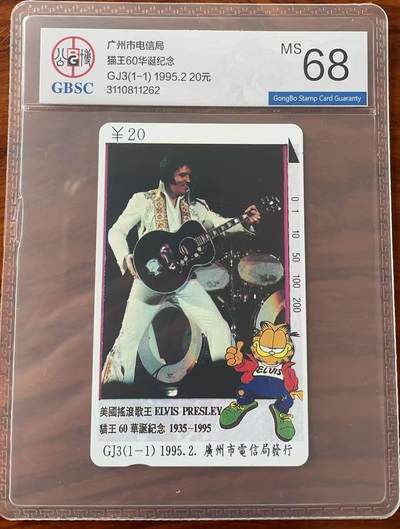 公博
GBSC
广州市电信局
猫王60华诞纪念
GJ3(1-1) 1995.2 20元
3110811262
MS 68
GongBo Stamp Card Guaranty
¥20
0 1 10 50 100 200
ELVIS
美國搖滾歌王 ELVIS PRESLEY
貓王 60 華誕紀念 1935-1995
GJ3(1-1) 1995.2. 廣州市電信局發行